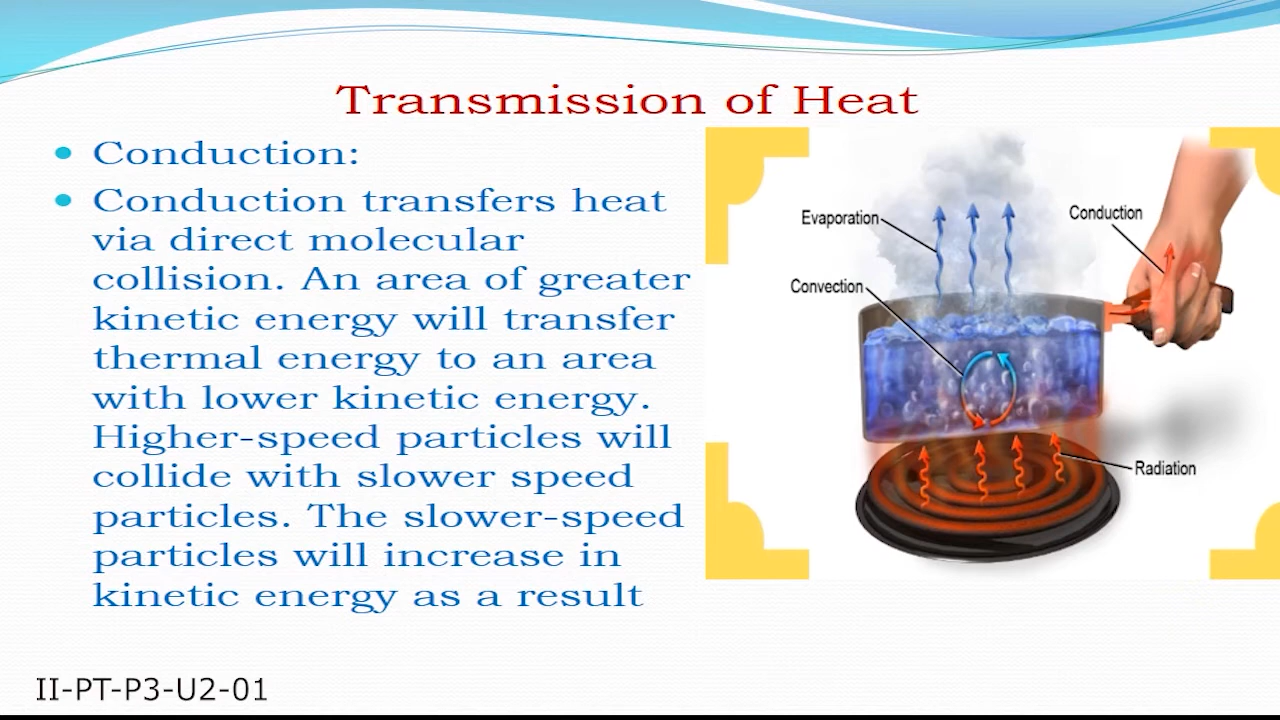 Transmission of Heat
Conduction:
Conduction transfers heat
via direct molecular
collision. An area of greater
kinetic energy will transfer
thermal energy to an area
with lower kinetic energy.
Higher-speed particles will
collide with slower speed
particles. The slower-speed
particles will increase in
kinetic energy as a result
Evaporation
Conduction
Convection
Radiation
II-PT-P3-U2-01